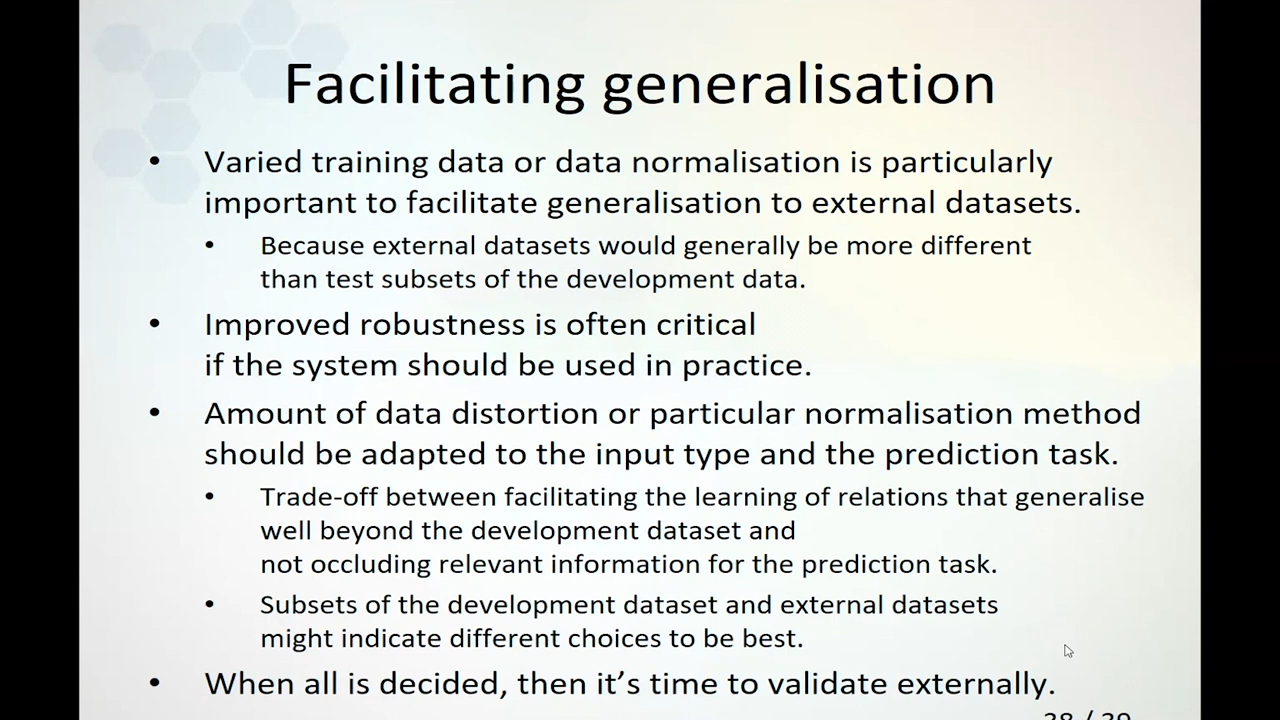 Facilitating generalisation
• Varied training data or data normalisation is particularly
important to facilitate generalisation to external datasets.
• Because external datasets would generally be more different
than test subsets of the development data.
• Improved robustness is often critical
if the system should be used in practice.
• Amount of data distortion or particular normalisation method
should be adapted to the input type and the prediction task.
• Trade-off between facilitating the learning of relations that generalise
well beyond the development dataset and
not occluding relevant information for the prediction task.
• Subsets of the development dataset and external datasets
might indicate different choices to be best.
• When all is decided, then it’s time to validate externally.